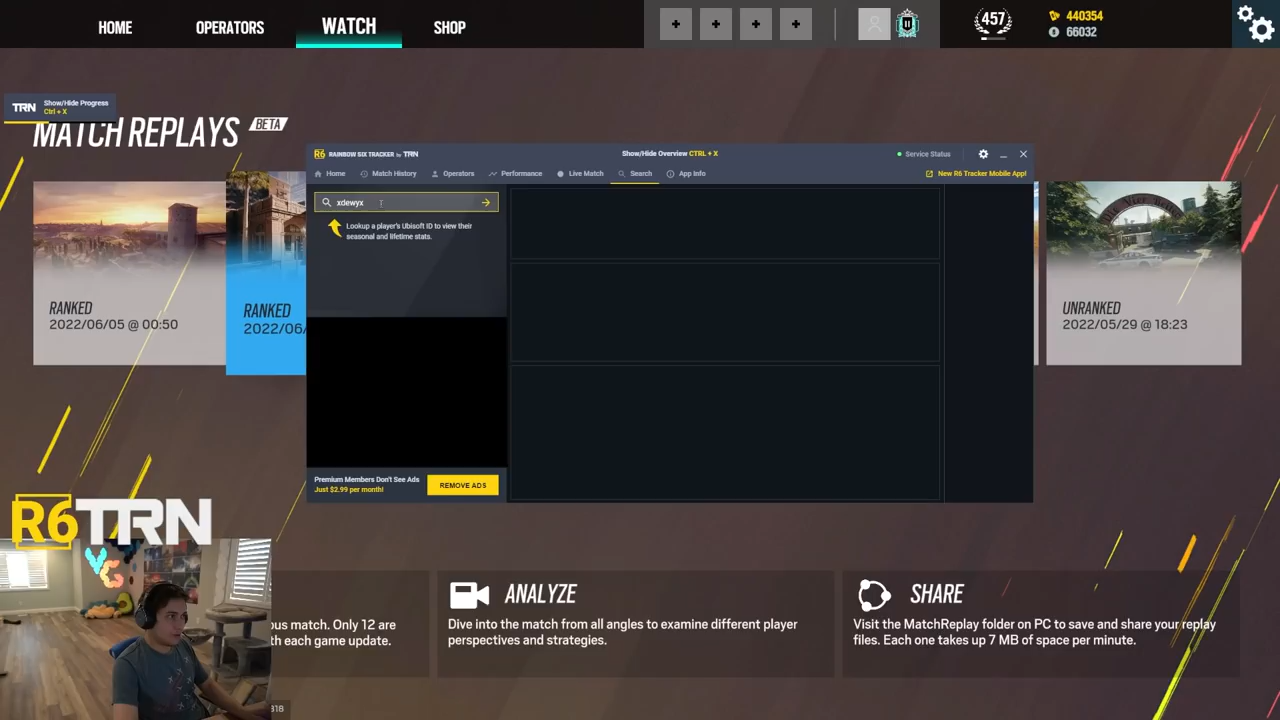 HOME
OPERATORS
WATCH
SHOP
457
440354
66032
TRN
Show/Hide Progress
Ctrl + X
MATCH REPLAYS
BETA
R6 RAINBOW SIX TRACKER by TRN
Show/Hide Overview CTRL + X
Service Status
Home
Match History
Operators
Performance
Live Match
Search
App Info
New R6 Tracker Mobile App!
xdewyx
Lookup a player's Ubisoft ID to view their
seasonal and lifetime stats.
RANKED
2022/06/05 @ 00:50
RANKED
2022/06/
UNRANKED
2022/05/29 @ 18:23
Premium Members Don't See Ads
Just $2.99 per month!
REMOVE ADS
R6TRN
VG
ous match. Only 12 are
th each game update.
ANALYZE
Dive into the match from all angles to examine different player
perspectives and strategies.
SHARE
Visit the MatchReplay folder on PC to save and share your replay
files. Each one takes up 7 MB of space per minute.
318